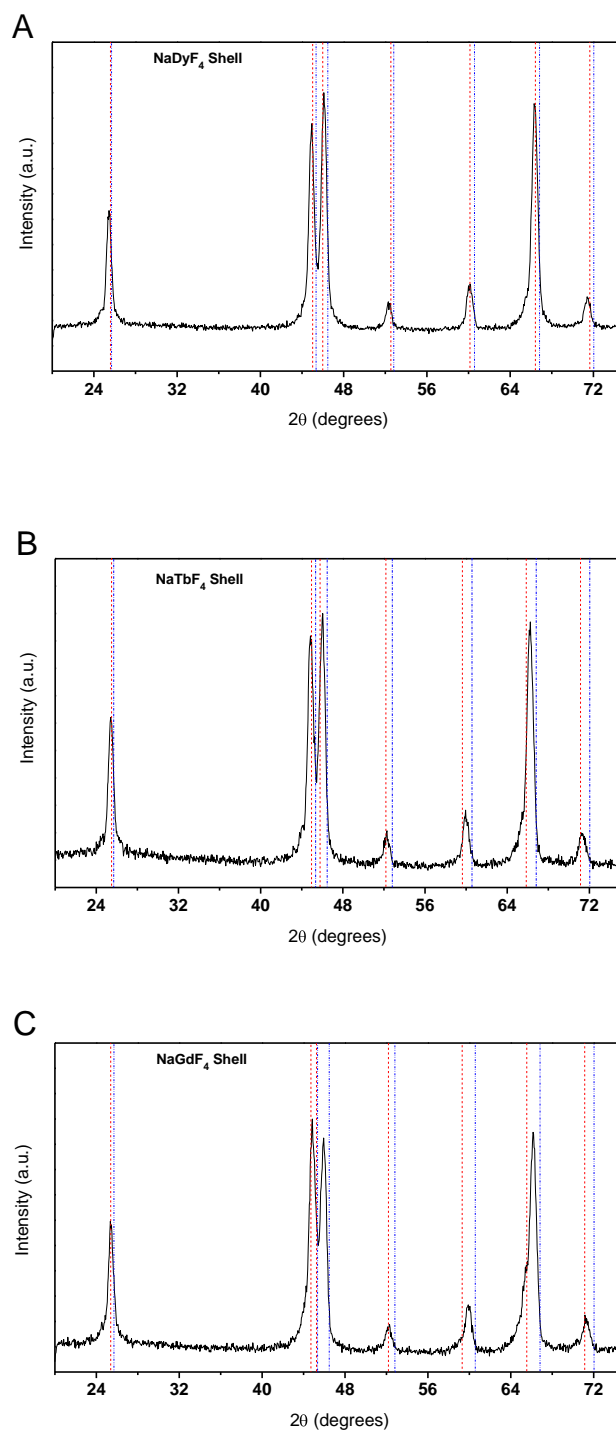 A
NaDyF₄ Shell
Intensity (a.u.)
24 32 40 48 56 64 72
2θ (degrees)
B
NaTbF₄ Shell
Intensity (a.u.)
24 32 40 48 56 64 72
2θ (degrees)
C
NaGdF₄ Shell
Intensity (a.u.)
24 32 40 48 56 64 72
2θ (degrees)